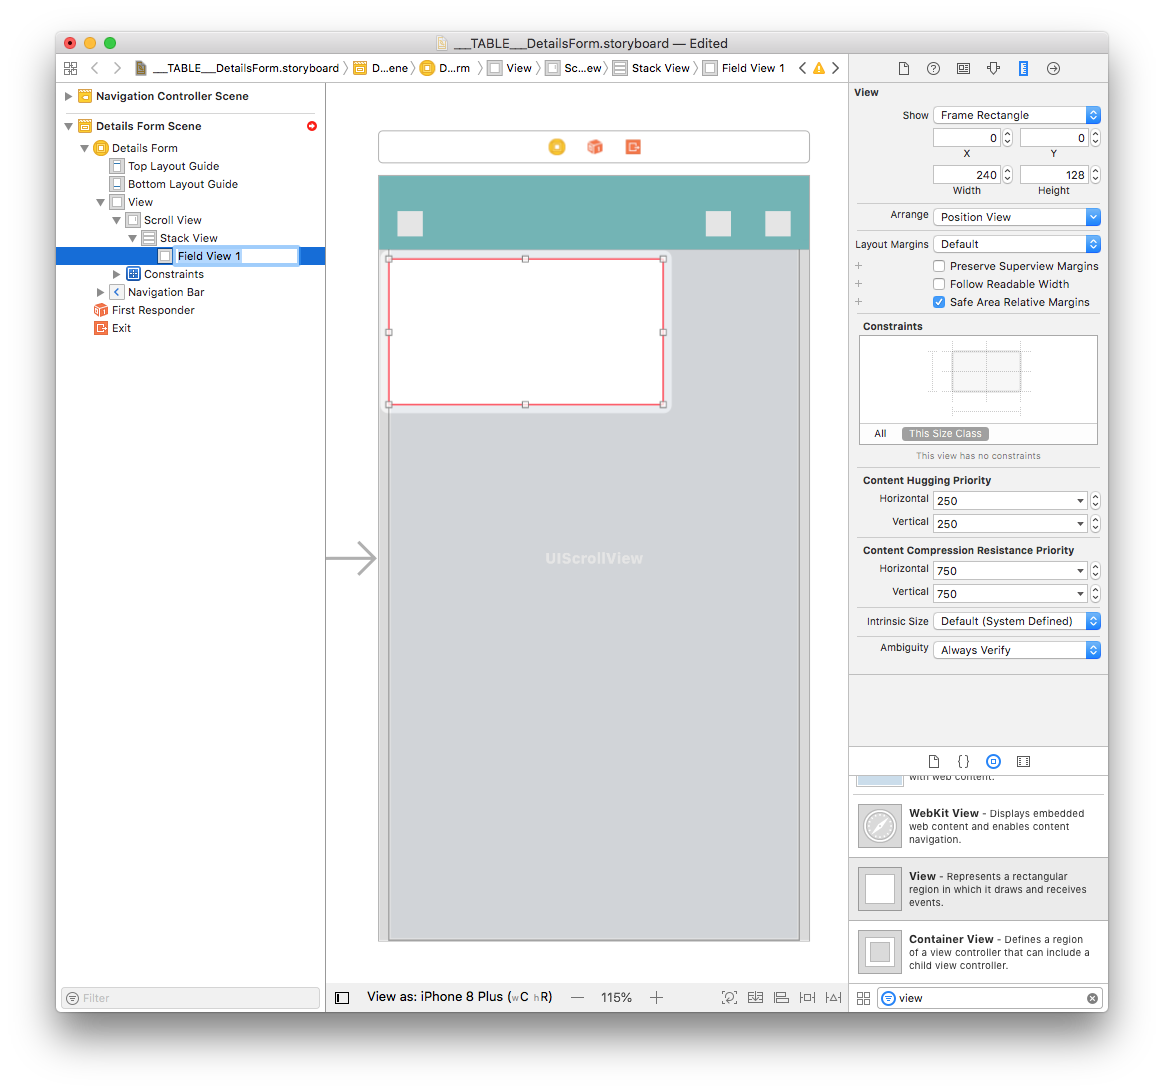 ___TABLE___DetailsForm.storyboard — Edited
___TABLE___DetailsForm.storyboard
D...ene
D...rm
View
Sc...ew
Stack View
Field View 1
Navigation Controller Scene
Details Form Scene
Details Form
Top Layout Guide
Bottom Layout Guide
View
Scroll View
Stack View
Field View 1
Constraints
Navigation Bar
First Responder
Exit
Filter
UIScrollView
View as: iPhone 8 Plus (wC hR)
115%
View
Show Frame Rectangle
0 0
X Y
240 128
Width Height
Arrange Position View
Layout Margins Default
Preserve Superview Margins
Follow Readable Width
Safe Area Relative Margins
Constraints
All This Size Class
This view has no constraints
Content Hugging Priority
Horizontal 250
Vertical 250
Content Compression Resistance Priority
Horizontal 750
Vertical 750
Intrinsic Size Default (System Defined)
Ambiguity Always Verify
with web content.
WebKit View - Displays embedded
web content and enables content
navigation.
View - Represents a rectangular
region in which it draws and receives
events.
Container View - Defines a region
of a view controller that can include a
child view controller.
view